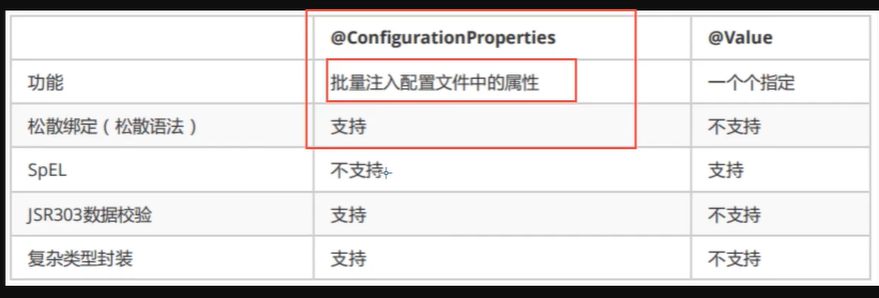 @ConfigurationProperties @Value
功能 批量注入配置文件中的属性 一个个指定
松散绑定（松散语法） 支持 不支持
SpEL 不支持 支持
JSR303数据校验 支持 不支持
复杂类型封装 支持 不支持